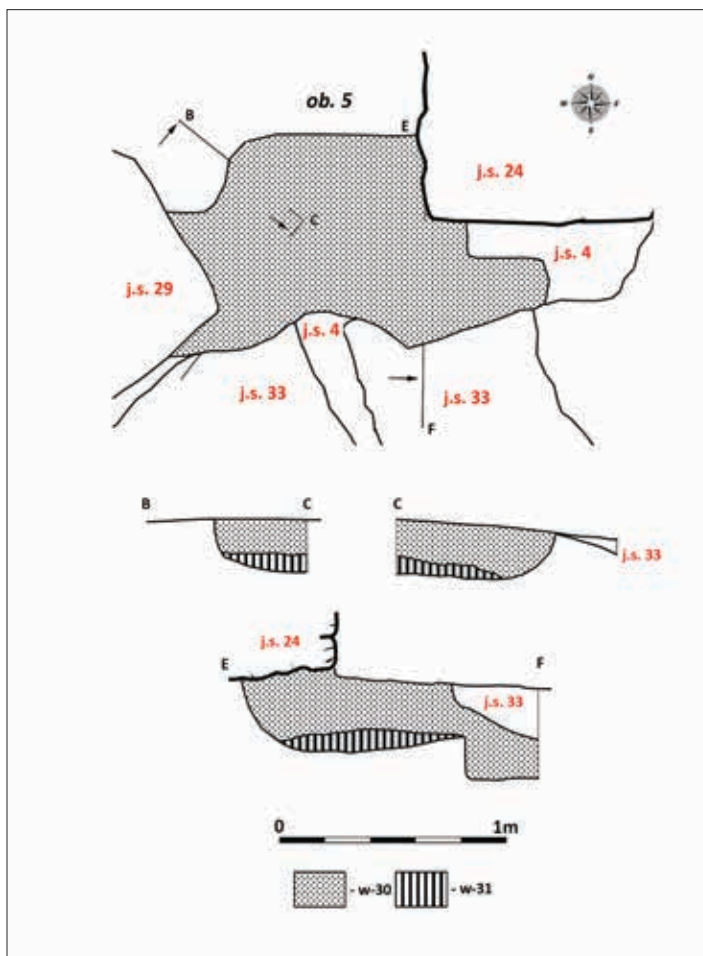 ob. 5
B
E
N
W E
S
j.s. 24
C
j.s. 4
j.s. 29
j.s. 4
j.s. 33
j.s. 33
F
B C C
j.s. 33
j.s. 24
E F
j.s. 33
0 1m
- w-30 - w-31